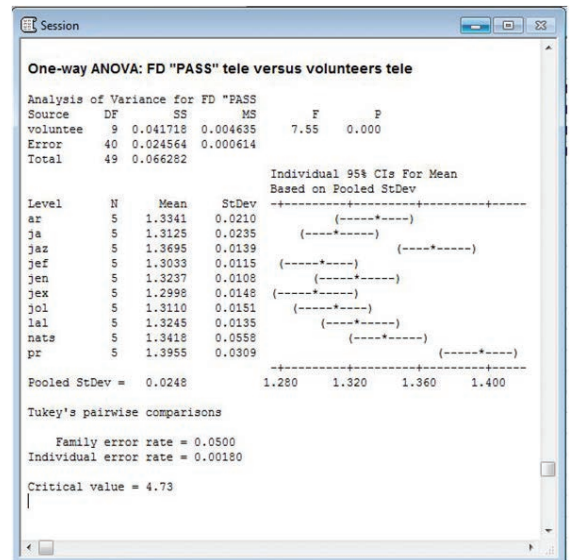 Session
One-way ANOVA: FD "PASS" tele versus volunteers tele
Analysis of Variance for FD "PASS
Source DF SS MS F P
voluntee 9 0.041718 0.004635 7.55 0.000
Error 40 0.024564 0.000614
Total 49 0.066282
Individual 95% CIs For Mean
Based on Pooled StDev
Level N Mean StDev -+---------+---------+---------+-----
ar 5 1.3341 0.0210 (-----*----)
ja 5 1.3125 0.0235 (----*-----)
jaz 5 1.3695 0.0139 (----*-----)
jef 5 1.3033 0.0115 (-----*----)
jen 5 1.3237 0.0108 (-----*-----)
jex 5 1.2998 0.0148 (-----*----)
jol 5 1.3110 0.0151 (-----*----)
lal 5 1.3245 0.0135 (----*-----)
nats 5 1.3418 0.0558 (----*-----)
pr 5 1.3955 0.0309 (-----*----)
-+---------+---------+---------+-----
Pooled StDev = 0.0248 1.280 1.320 1.360 1.400
Tukey's pairwise comparisons
Family error rate = 0.0500
Individual error rate = 0.00180
Critical value = 4.73